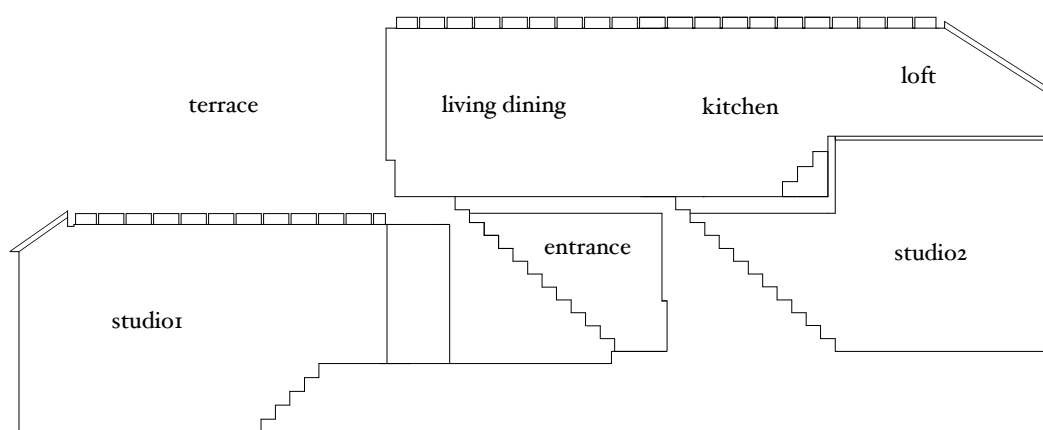 loft
terrace
living dining
kitchen
entrance
studio2
studio1